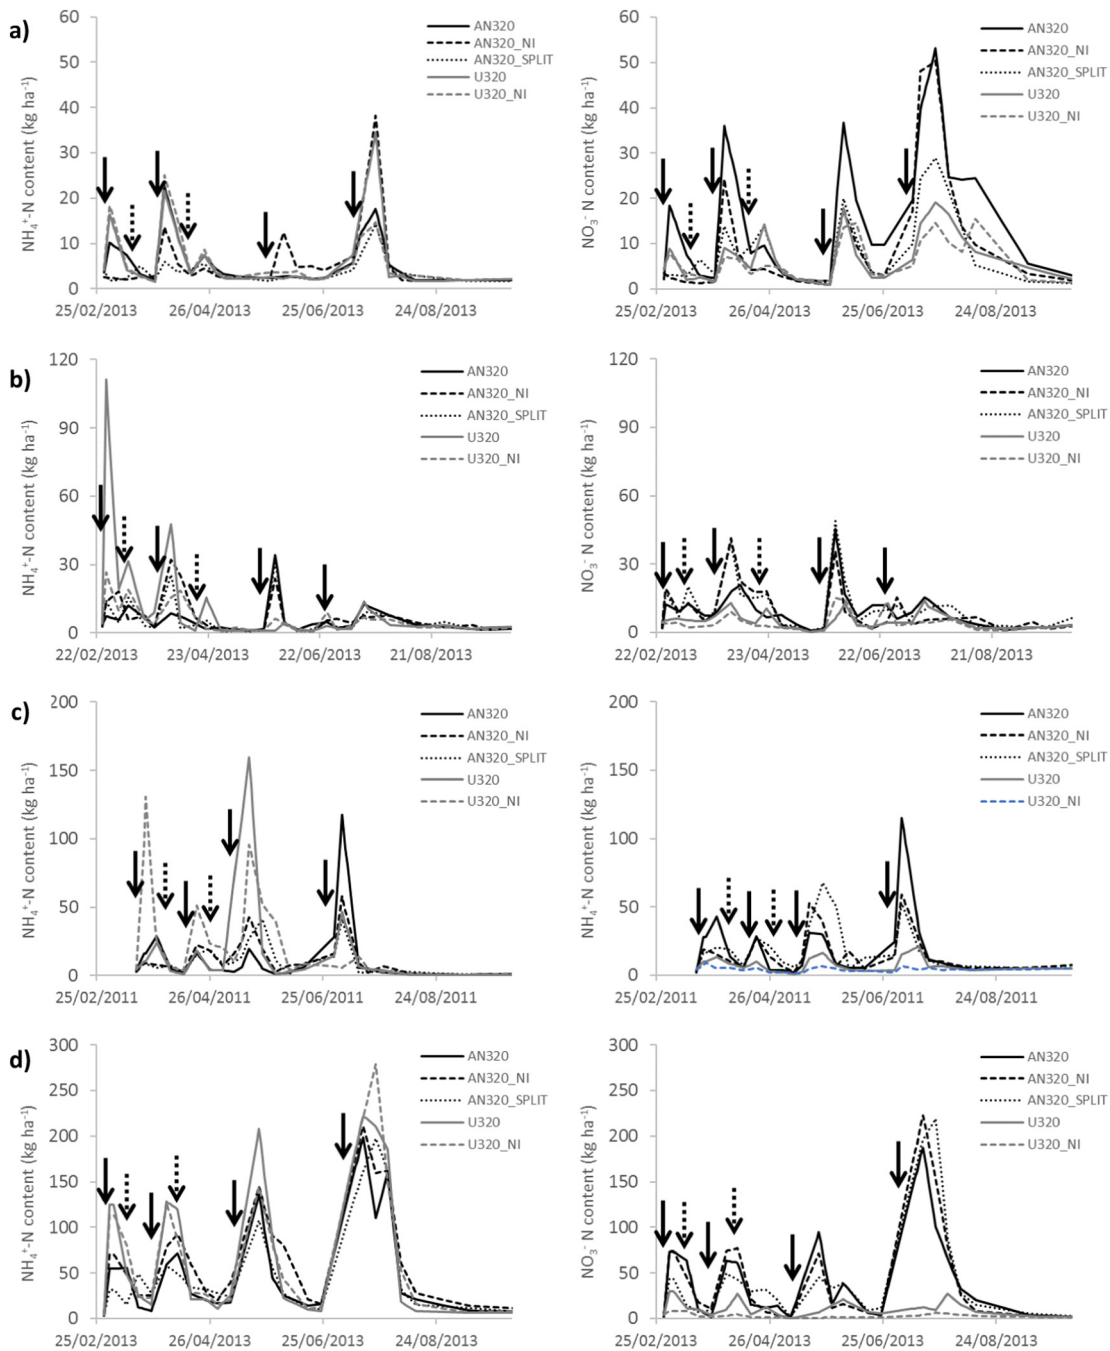 a)
60
50
40
30
20
10
0
NH₄⁺-N content (kg ha⁻¹)
AN320
AN320_NI
AN320_SPLIT
U320
U320_NI
25/02/2013 26/04/2013 25/06/2013 24/08/2013
60
50
40
30
20
10
0
NO₃⁻ N content (kg ha⁻¹)
AN320
AN320_NI
AN320_SPLIT
U320
U320_NI
25/02/2013 26/04/2013 25/06/2013 24/08/2013
b)
120
90
60
30
0
NH₄⁺-N content (kg ha⁻¹)
AN320
AN320_NI
AN320_SPLIT
U320
U320_NI
22/02/2013 23/04/2013 22/06/2013 21/08/2013
120
90
60
30
0
NO₃⁻ N content (kg ha⁻¹)
AN320
AN320_NI
AN320_SPLIT
U320
U320_NI
22/02/2013 23/04/2013 22/06/2013 21/08/2013
c)
200
150
100
50
0
NH₄⁺-N content (kg ha⁻¹)
AN320
AN320_NI
AN320_SPLIT
U320
U320_NI
25/02/2011 26/04/2011 25/06/2011 24/08/2011
200
150
100
50
0
NH₄⁺-N content (kg ha⁻¹)
AN320
AN320_NI
AN320_SPLIT
U320
U320_NI
25/02/2011 26/04/2011 25/06/2011 24/08/2011
d)
300
250
200
150
100
50
0
NH₄⁺-N content (kg ha⁻¹)
AN320
AN320_NI
AN320_SPLIT
U320
U320_NI
25/02/2013 26/04/2013 25/06/2013 24/08/2013
300
250
200
150
100
50
0
NO₃⁻ N content (kg ha⁻¹)
AN320
AN320_NI
AN320_SPLIT
U320
U320_NI
25/02/2013 26/04/2013 25/06/2013 24/08/2013